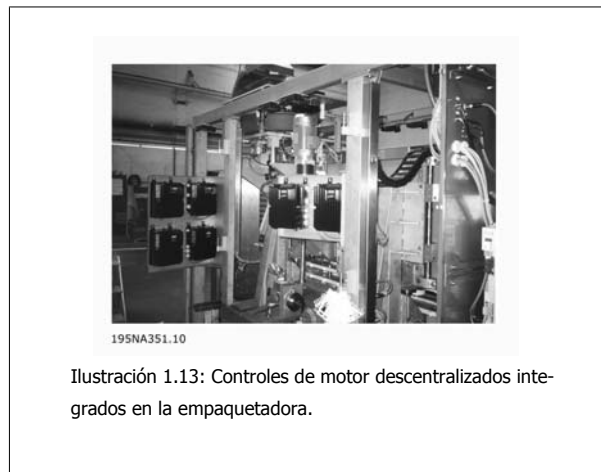 195NA351.10
Ilustración 1.13: Controles de motor descentralizados inte-
grados en la empaquetadora.